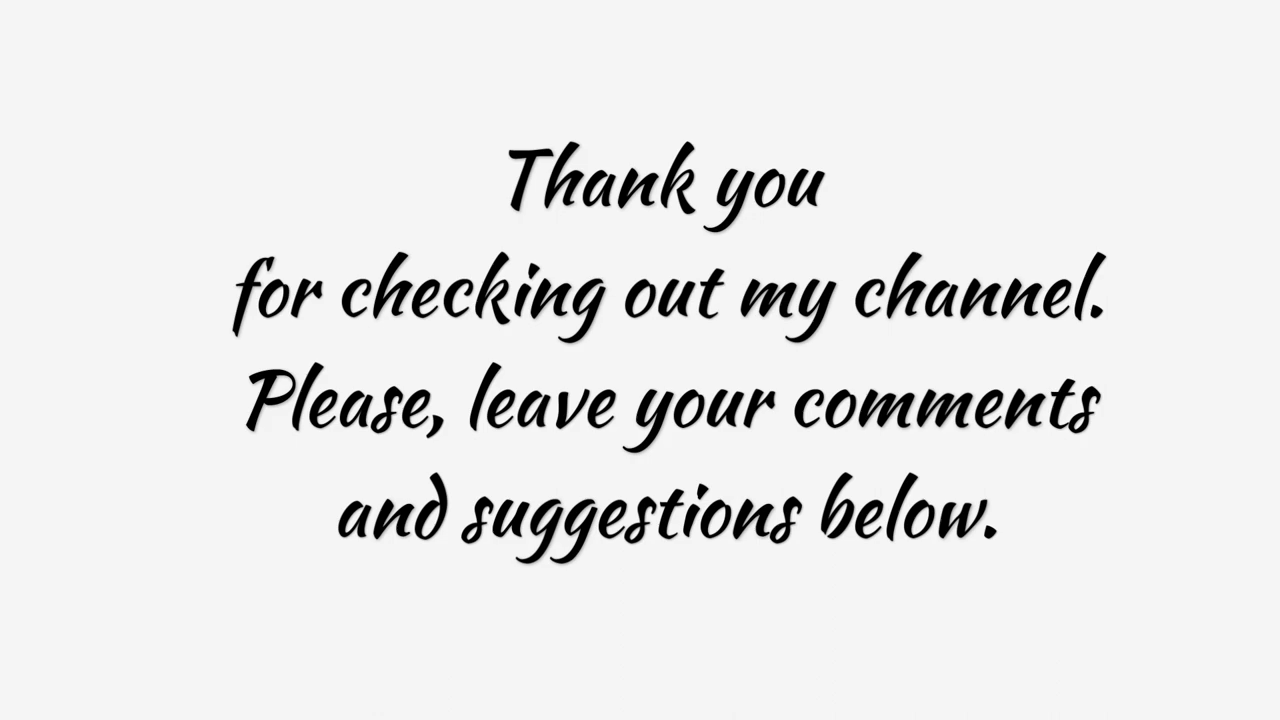 Thank you
for checking out my channel.
Please, leave your comments
and suggestions below.